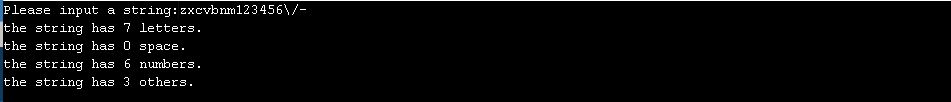 Please input a string:zxcvbnm123456\/-
the string has 7 letters.
the string has 0 space.
the string has 6 numbers.
the string has 3 others.